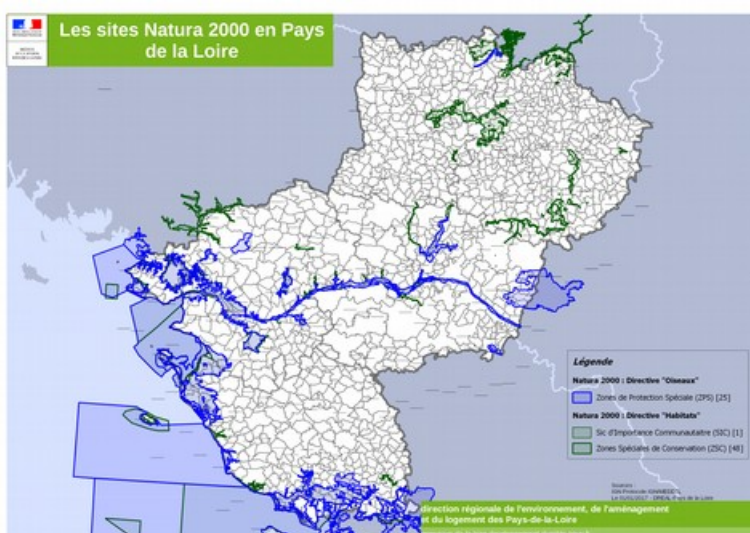 Les sites Natura 2000 en Pays
de la Loire
Légende
Natura 2000 : Directive "Oiseaux"
Zones de Protection Spéciale (ZPS) [25]
Natura 2000 : Directive "Habitats"
Sic d'Importance Communautaitre (SIC) [1]
Zones Spéciales de Conservation (ZSC) [48]
Sources :
direction régionale de l'environnement, de l'aménagement
et du logement des Pays-de-la-Loire